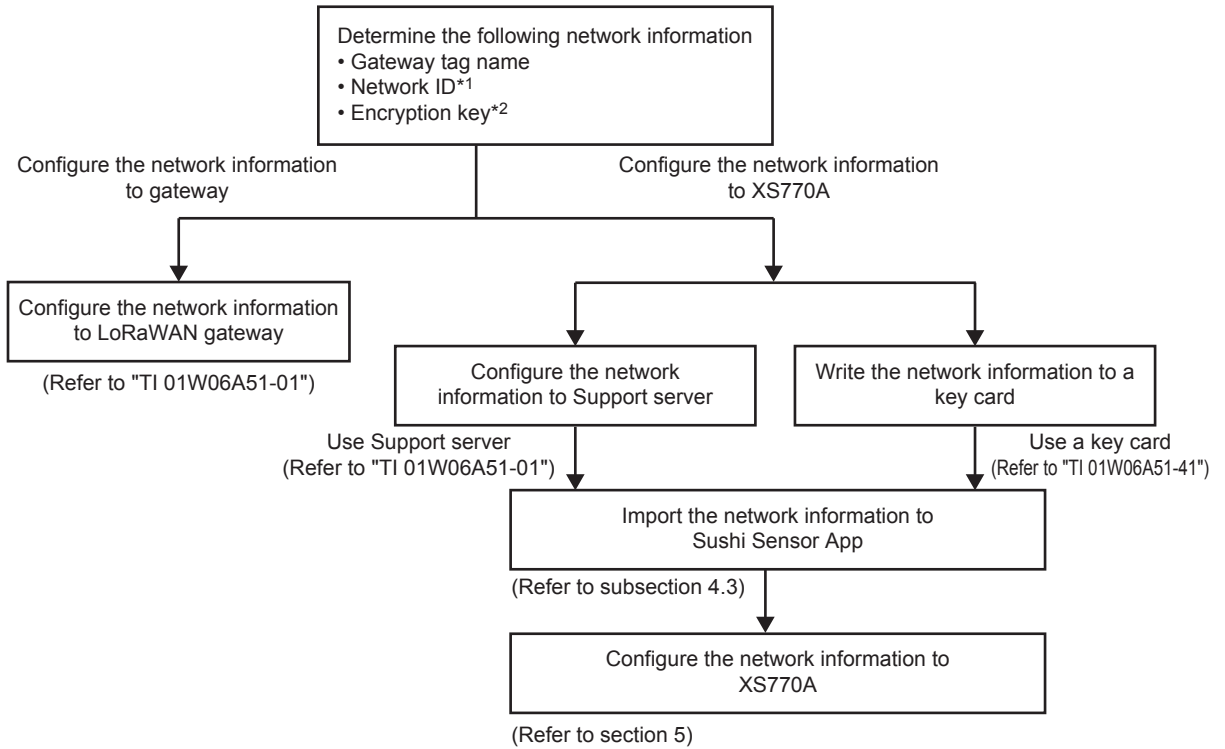 Determine the following network information
• Gateway tag name
• Network ID*1
• Encryption key*2
Configure the network information
to gateway
Configure the network information
to XS770A
Configure the network information
to LoRaWAN gateway
(Refer to "TI 01W06A51-01")
Configure the network
information to Support server
Write the network information to a
key card
Use Support server
(Refer to "TI 01W06A51-01")
Use a key card
(Refer to "TI 01W06A51-41")
Import the network information to
Sushi Sensor App
(Refer to subsection 4.3)
Configure the network information to
XS770A
(Refer to section 5)